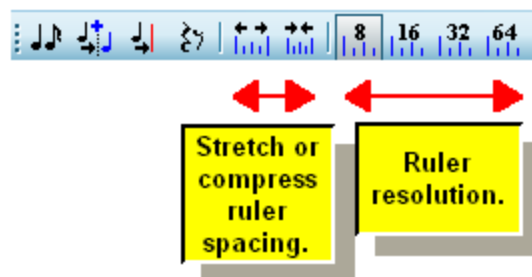 8 16 32 64
Stretch or
compress
ruler
spacing.
Ruler
resolution.